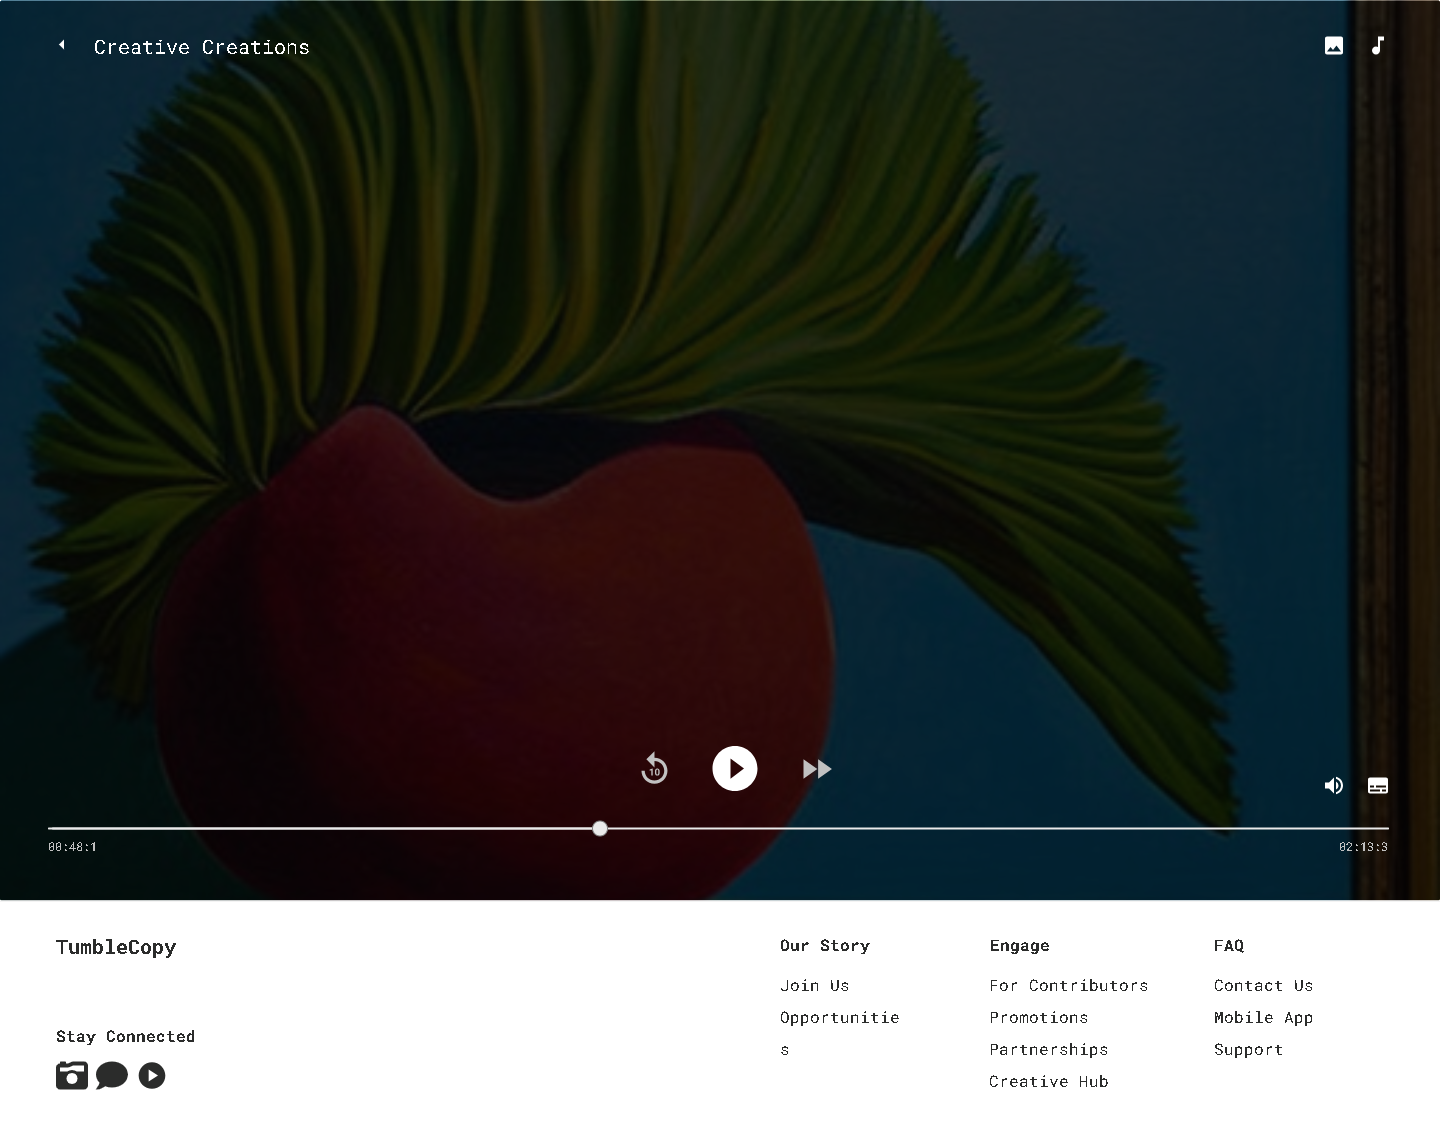 Creative Creations
10
00:48:1
02:13:3
TumbleCopy
Stay Connected
Our Story
Join Us
Opportunitie
s
Engage
For Contributors
Promotions
Partnerships
Creative Hub
FAQ
Contact Us
Mobile App
Support